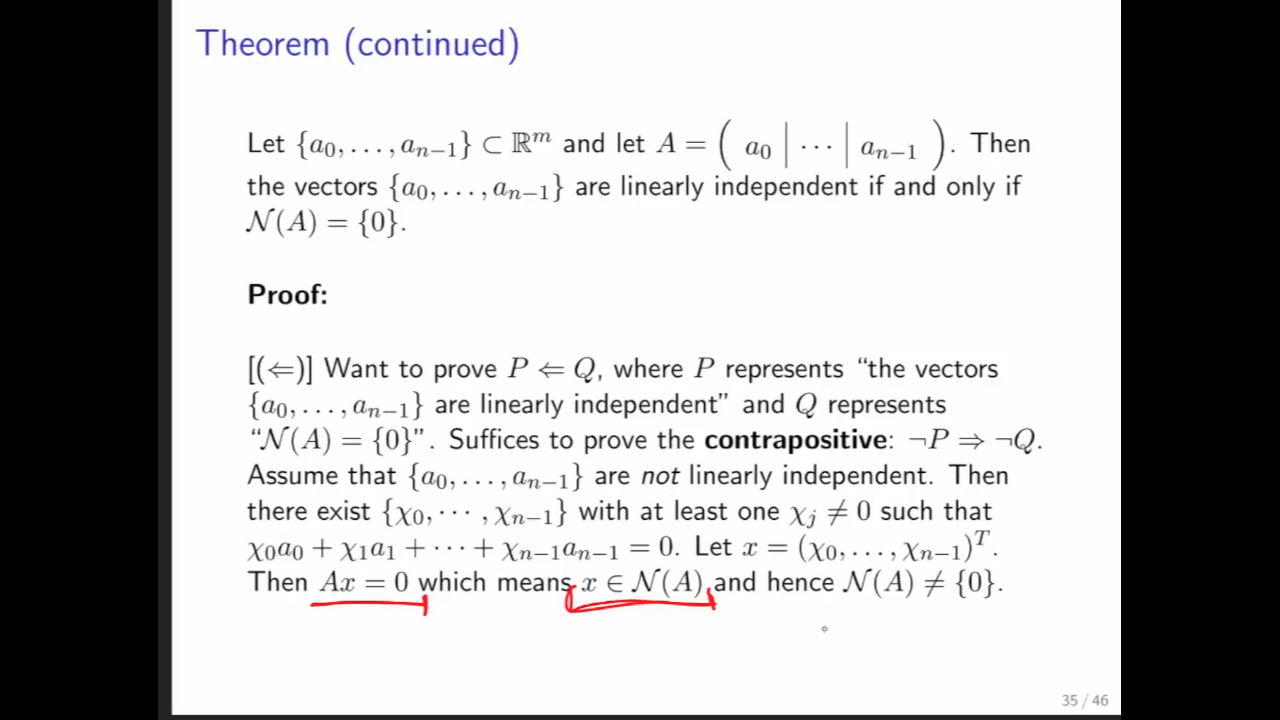 Theorem (continued)
Let {a₀, …, aₙ₋₁} ⊂ ℝᵐ and let A = ( a₀ | ⋯ | aₙ₋₁ ). Then
the vectors {a₀, …, aₙ₋₁} are linearly independent if and only if
𝒩(A) = {0}.
Proof:
[(⇐)] Want to prove P ⇐ Q, where P represents “the vectors
{a₀, …, aₙ₋₁} are linearly independent” and Q represents
“𝒩(A) = {0}”. Suffices to prove the contrapositive: ¬P ⇒ ¬Q.
Assume that {a₀, …, aₙ₋₁} are not linearly independent. Then
there exist {χ₀, ⋯, χₙ₋₁} with at least one χⱼ ≠ 0 such that
χ₀a₀ + χ₁a₁ + ⋯ + χₙ₋₁aₙ₋₁ = 0. Let x = (χ₀, …, χₙ₋₁)ᵀ.
Then Ax = 0 which means x ∈ 𝒩(A) and hence 𝒩(A) ≠ {0}.
35 / 46